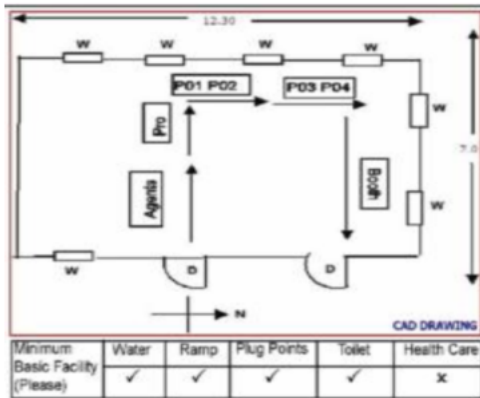 12.30
W W W W
P01 P02 P03 P04
W
Pro
7.0
Agents
Booth
W
W
D D
N
CAD DRAWING
Minimum Basic Facility (Please) Water Ramp Plug Points Toilet Health Care
✓ ✓ ✓ ✓ x